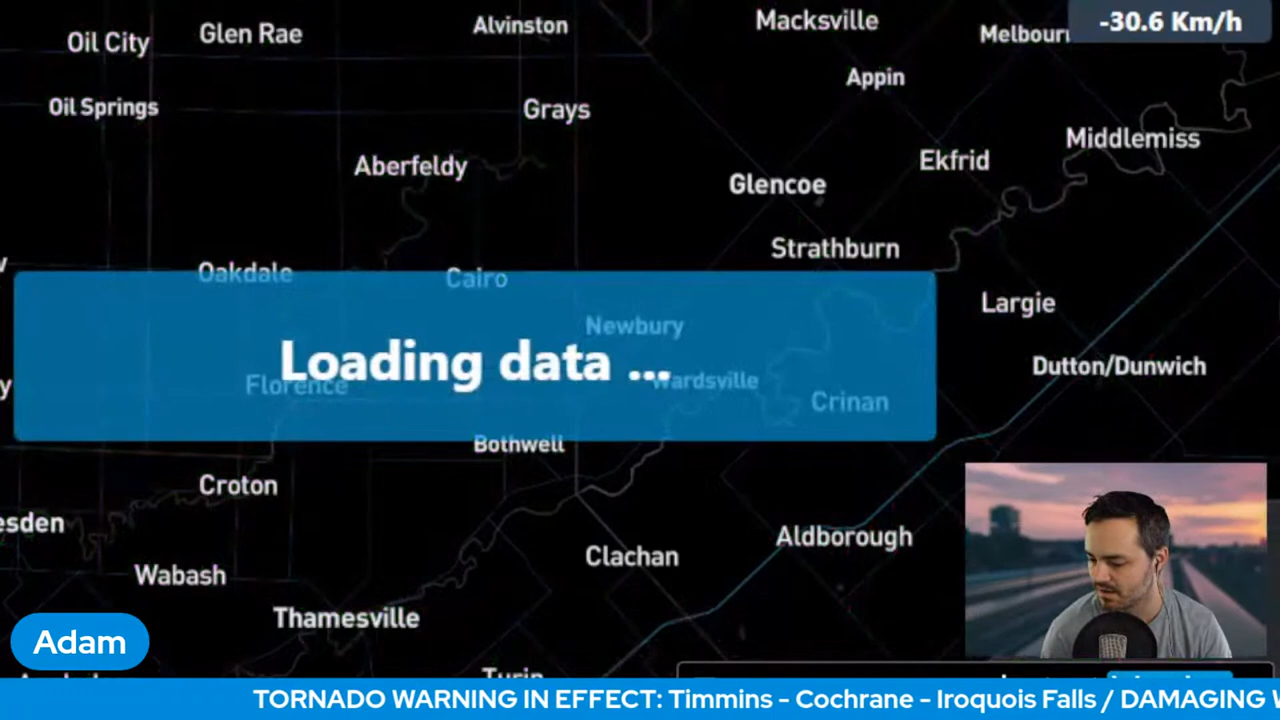 -30.6 Km/h
Oil City
Glen Rae
Alvinston
Macksville
Appin
Oil Springs
Grays
Middlemiss
Ekfrid
Aberfeldy
Glencoe
Strathburn
Oakdale
Cairo
Largie
Newbury
Loading data ...
Dutton/Dunwich
Florence
Wardsville
Crinan
Bothwell
Croton
Aldborough
Clachan
Wabash
Thamesville
Adam
TORNADO WARNING IN EFFECT: Timmins - Cochrane - Iroquois Falls / DAMAGING